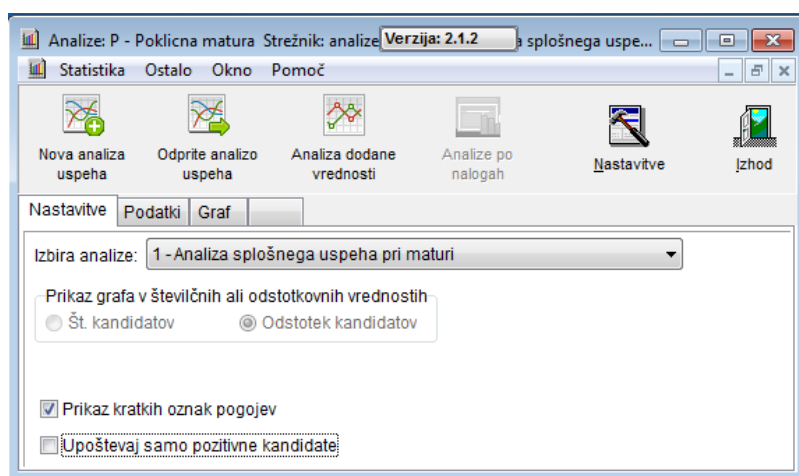 Analize: P - Poklicna matura Strežnik: analize Verzija: 2.1.2 a splošnega uspe...
Statistika Ostalo Okno Pomoč
Nova analiza uspeha
Odprite analizo uspeha
Analiza dodane vrednosti
Analize po nalogah
Nastavitve
Izhod
Nastavitve Podatki Graf
Izbira analize: 1 - Analiza splošnega uspeha pri maturi
Prikaz grafa v številčnih ali odstotkovnih vrednostih
Št. kandidatov Odstotek kandidatov
Prikaz kratkih oznak pogojev
Upoštevaj samo pozitivne kandidate